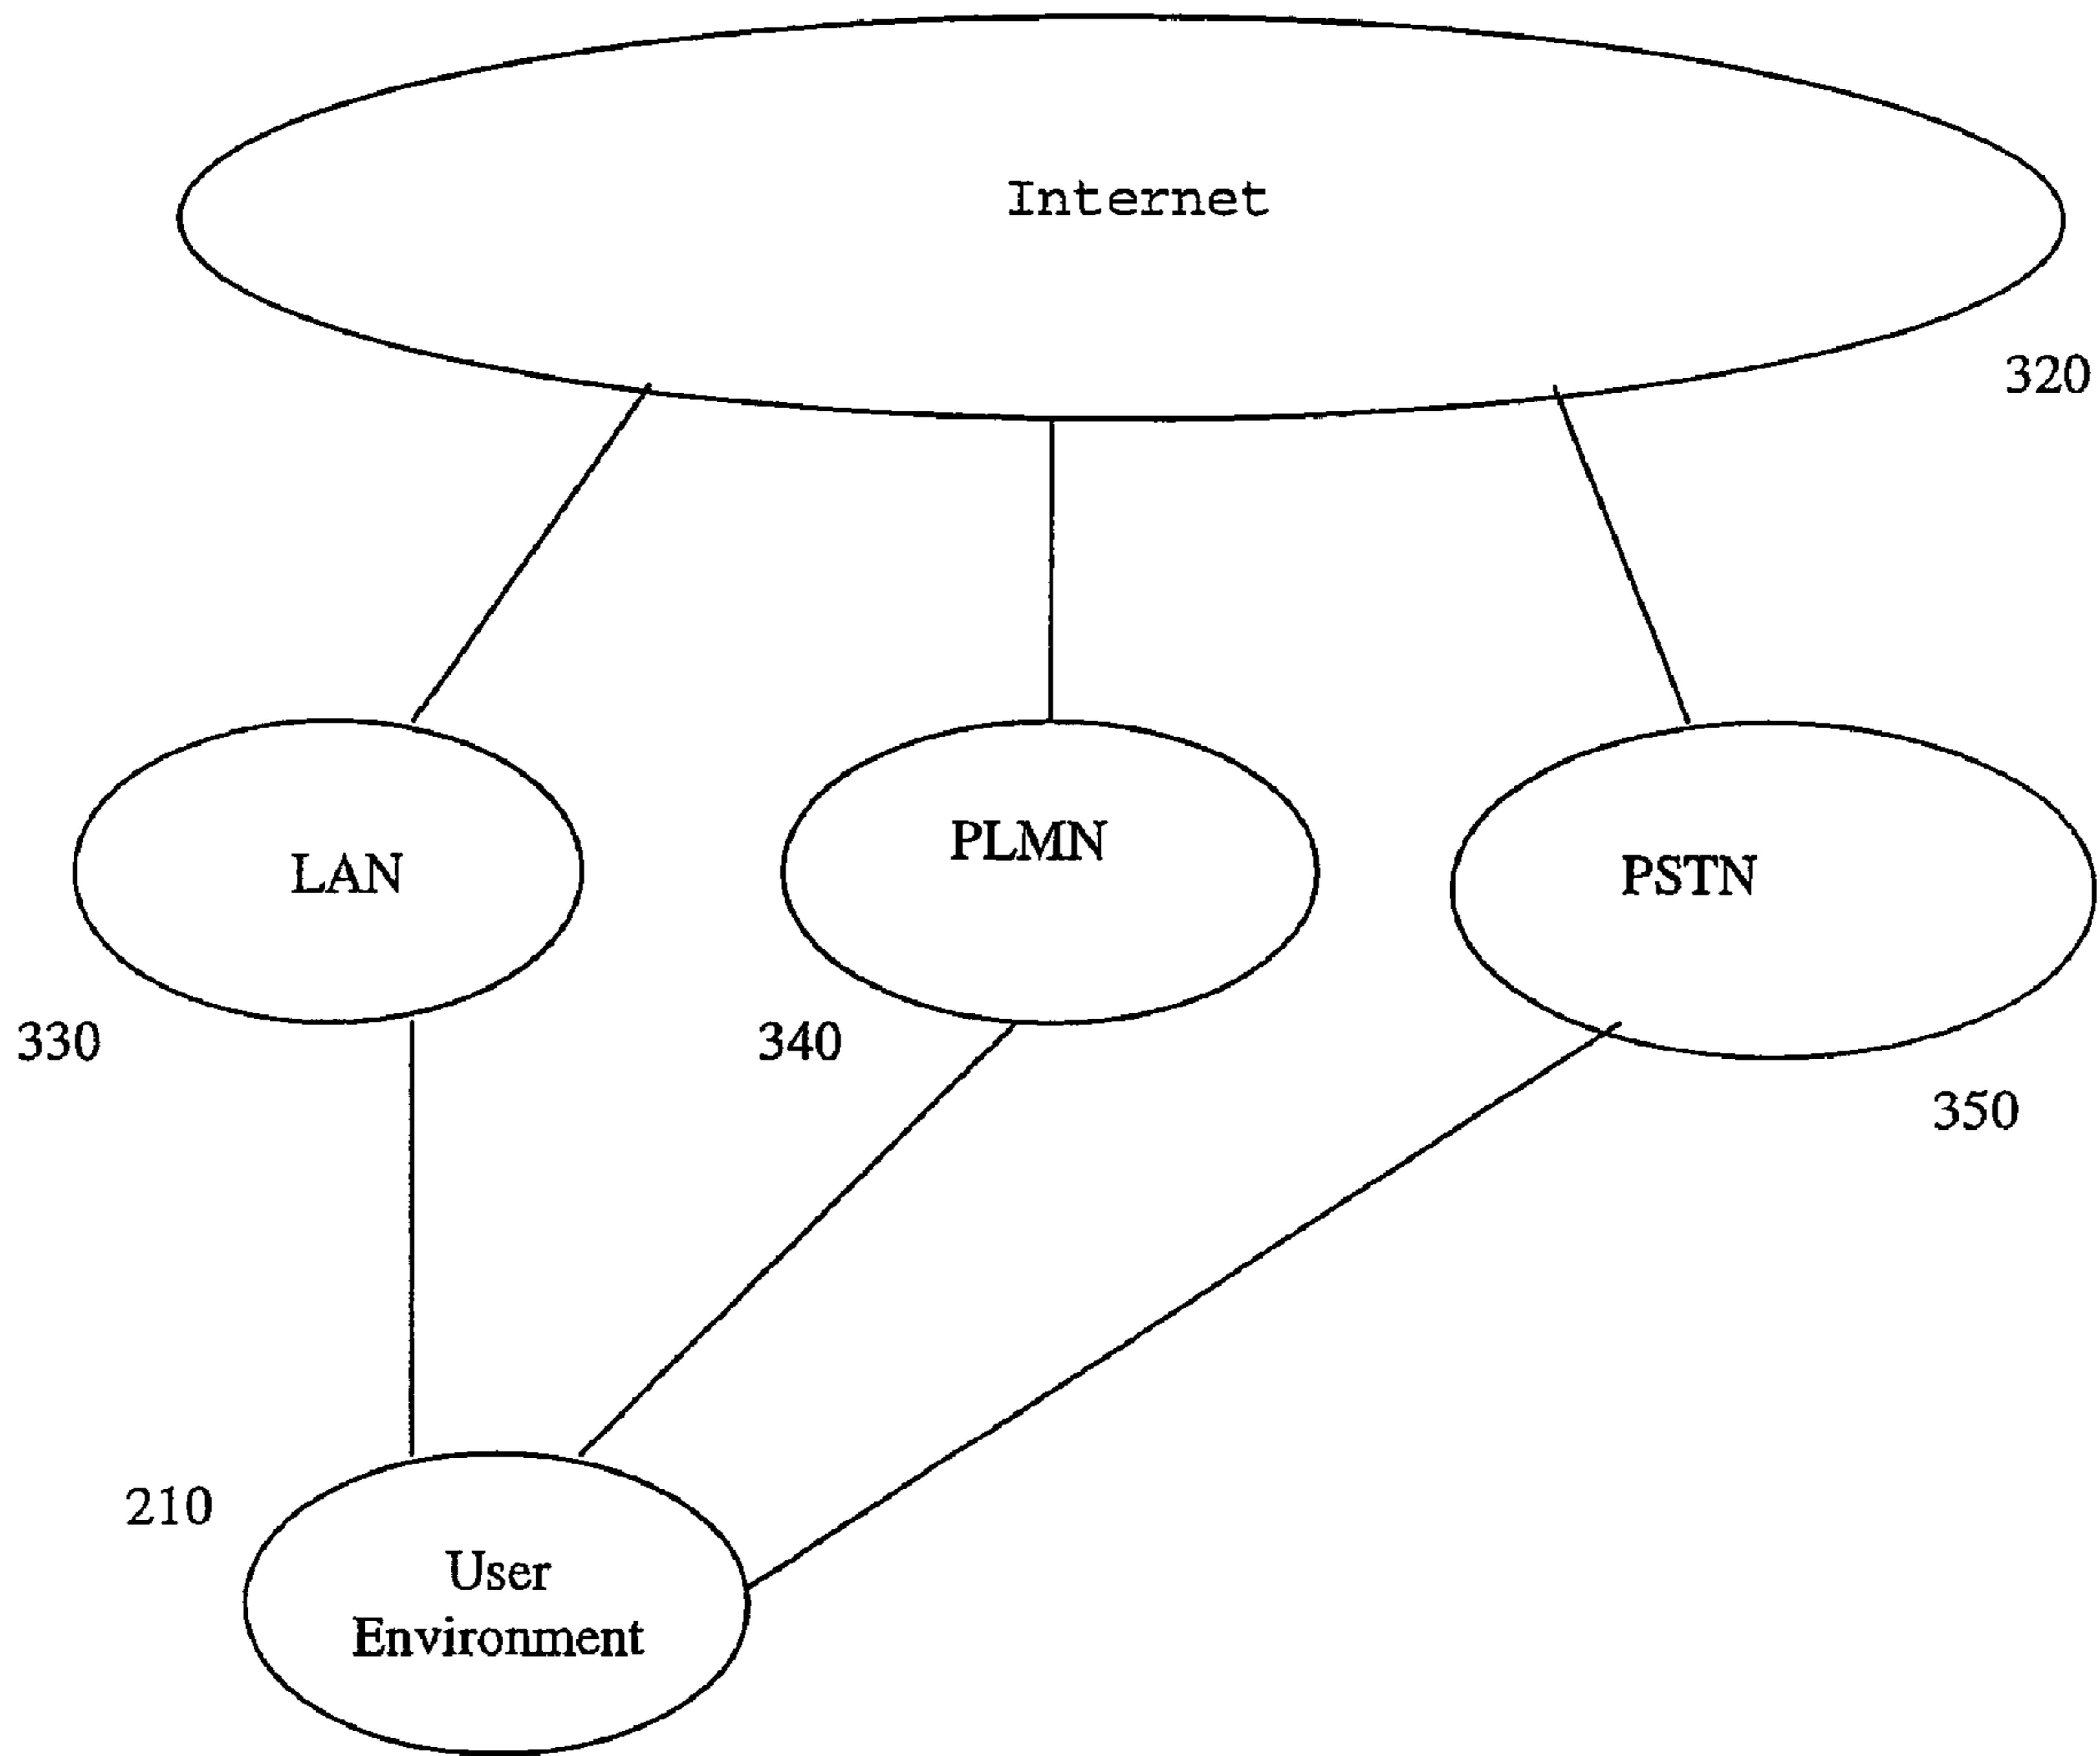 Internet
320
LAN
PLMN
PSTN
330
340
350
210
User
Environment